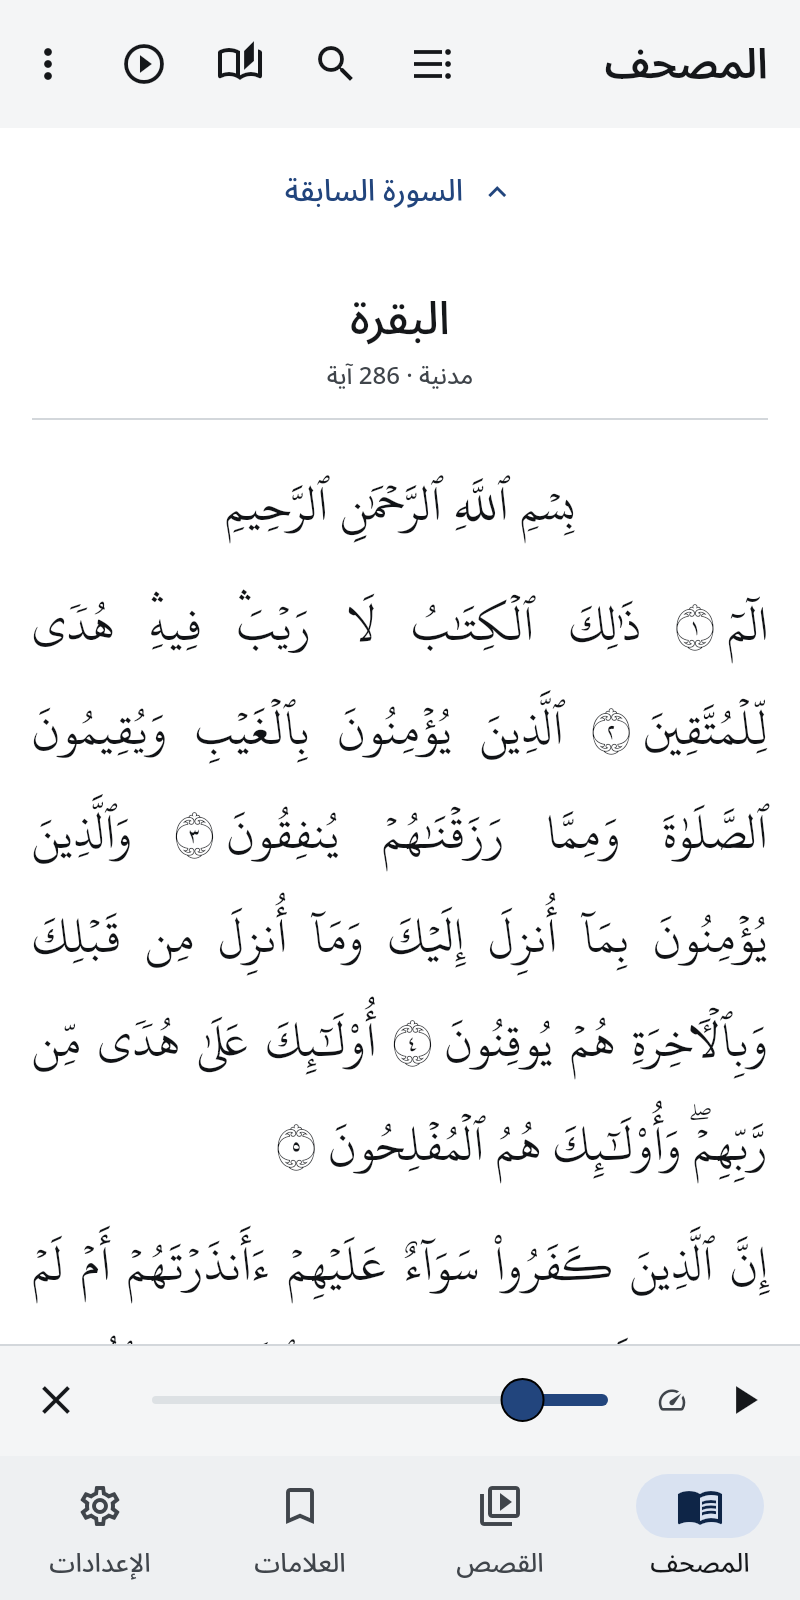 المصحف
السورة السابقة
البقرة
مدنية · 286 آية
بِسۡمِ ٱللَّهِ ٱلرَّحۡمَٰنِ ٱلرَّحِيمِ
الٓمٓ ١ ذَٰلِكَ ٱلۡكِتَٰبُ لَا رَيۡبَۛ فِيهِۛ هُدٗى
لِّلۡمُتَّقِينَ ٢ ٱلَّذِينَ يُؤۡمِنُونَ بِٱلۡغَيۡبِ وَيُقِيمُونَ
ٱلصَّلَوٰةَ وَمِمَّا رَزَقۡنَٰهُمۡ يُنفِقُونَ ٣ وَٱلَّذِينَ
يُؤۡمِنُونَ بِمَآ أُنزِلَ إِلَيۡكَ وَمَآ أُنزِلَ مِن قَبۡلِكَ
وَبِٱلۡأٓخِرَةِ هُمۡ يُوقِنُونَ ٤ أُوْلَٰٓئِكَ عَلَىٰ هُدٗى مِّن
رَّبِّهِمۡۖ وَأُوْلَٰٓئِكَ هُمُ ٱلۡمُفۡلِحُونَ ٥
إِنَّ ٱلَّذِينَ كَفَرُواْ سَوَآءٌ عَلَيۡهِمۡ ءَأَنذَرۡتَهُمۡ أَمۡ لَمۡ
المصحف
القصص
العلامات
الإعدادات